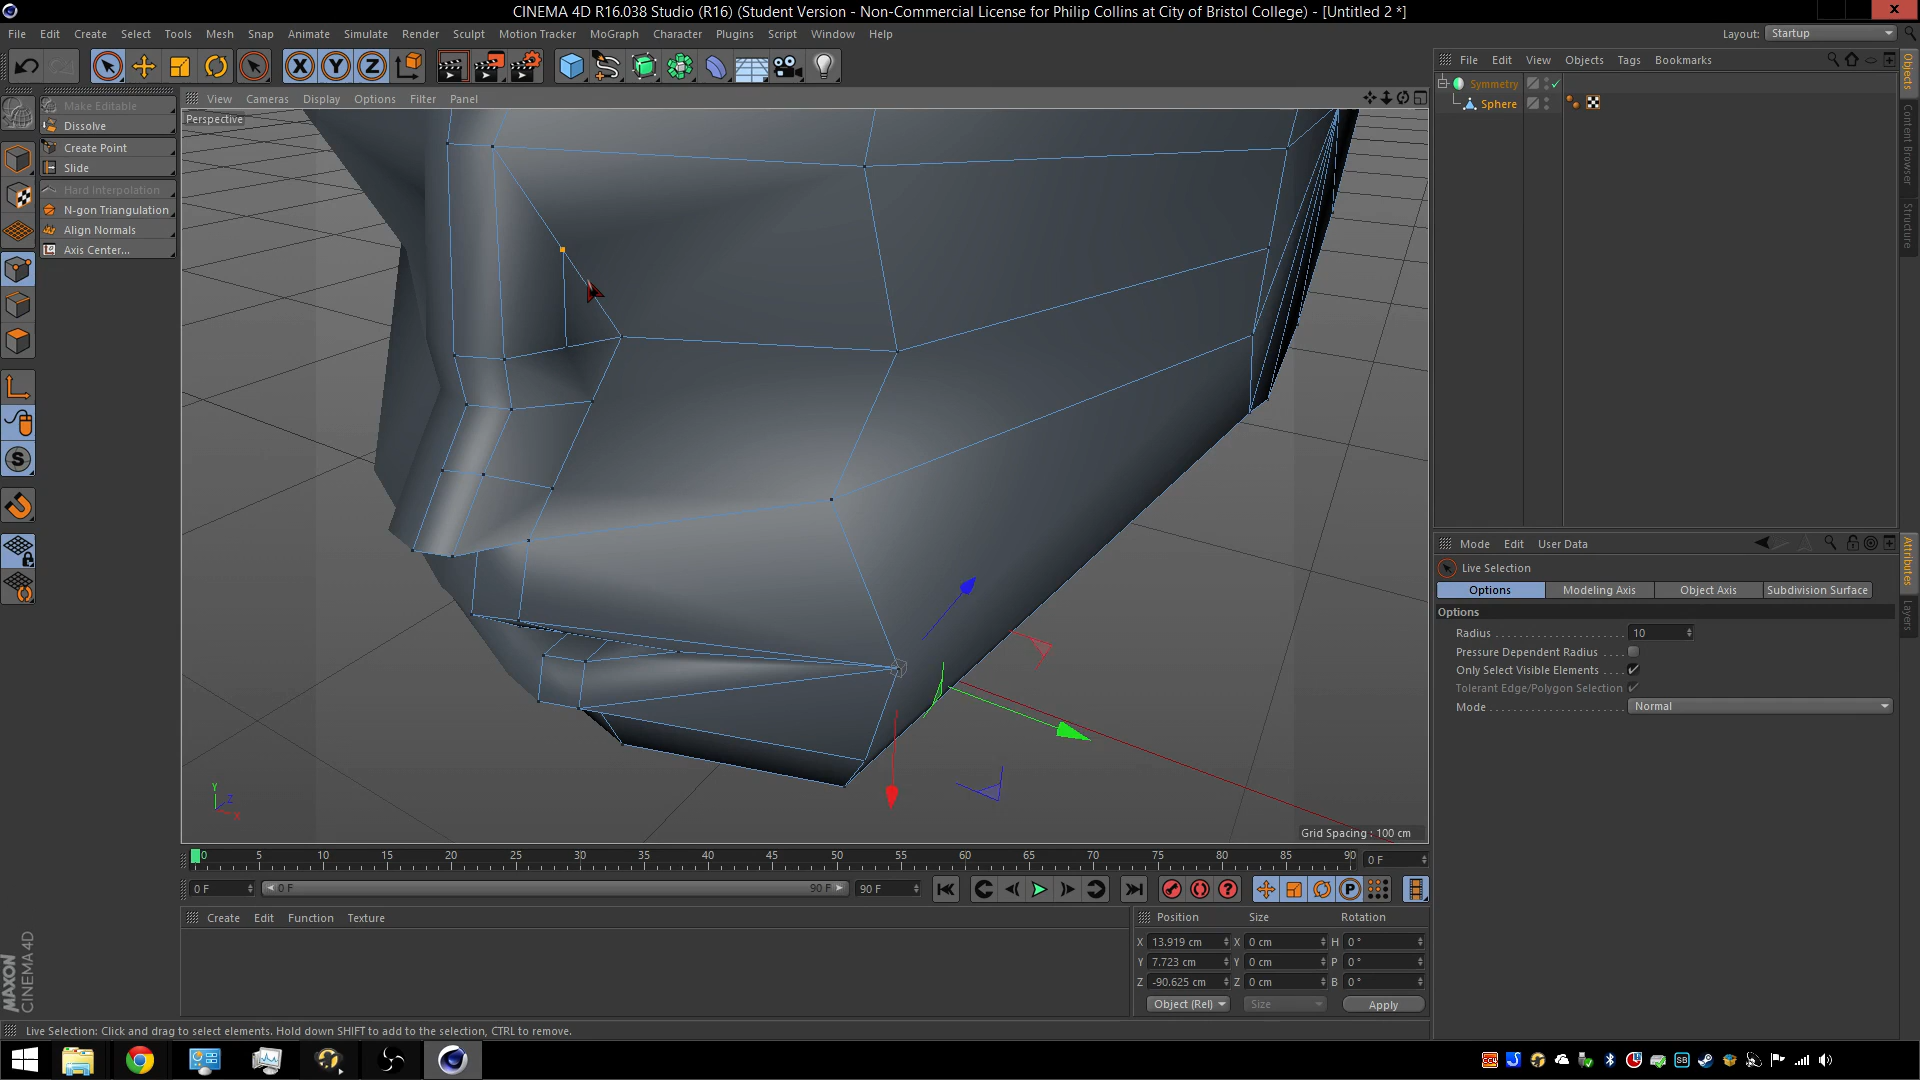 CINEMA 4D R16.038 Studio (R16) (Student Version - Non-Commercial License for Philip Collins at City of Bristol College) - [Untitled 2 *]
File Edit Create Select Tools Mesh Snap Animate Simulate Render Sculpt Motion Tracker MoGraph Character Plugins Script Window Help
Layout: Startup
Make Editable
Dissolve
Create Point
Slide
Hard Interpolation
N-gon Triangulation
Align Normals
Axis Center...
View Cameras Display Options Filter Panel
Perspective
Grid Spacing : 100 cm
Y
Z
X
File Edit View Objects Tags Bookmarks
Symmetry
Sphere
Objects
Content Browser
Structure
Mode Edit User Data
Live Selection
Options Modeling Axis Object Axis Subdivision Surface
Options
Radius 10
Pressure Dependent Radius
Only Select Visible Elements
Tolerant Edge/Polygon Selection
Mode Normal
Attributes
Layers
0 5 10 15 20 25 30 35 40 45 50 55 60 65 70 75 80 85 90 0 F
0 F 0 F 90 F 90 F
Create Edit Function Texture
Position Size Rotation
X 13.919 cm X 0 cm H 0 °
Y 7.723 cm Y 0 cm P 0 °
Z -90.625 cm Z 0 cm B 0 °
Object (Rel) Size Apply
MAXON
CINEMA 4D
Live Selection: Click and drag to select elements. Hold down SHIFT to add to the selection, CTRL to remove.